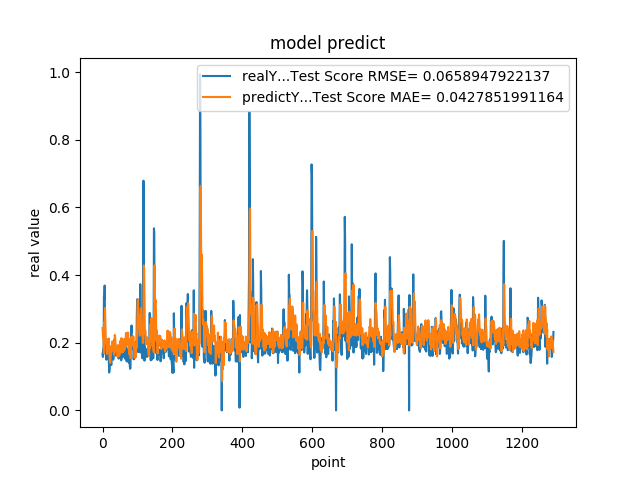 model predict
realY...Test Score RMSE= 0.0658947922137
predictY...Test Score MAE= 0.0427851991164
1.0
0.8
0.6
0.4
0.2
0.0
real value
0 200 400 600 800 1000 1200
point